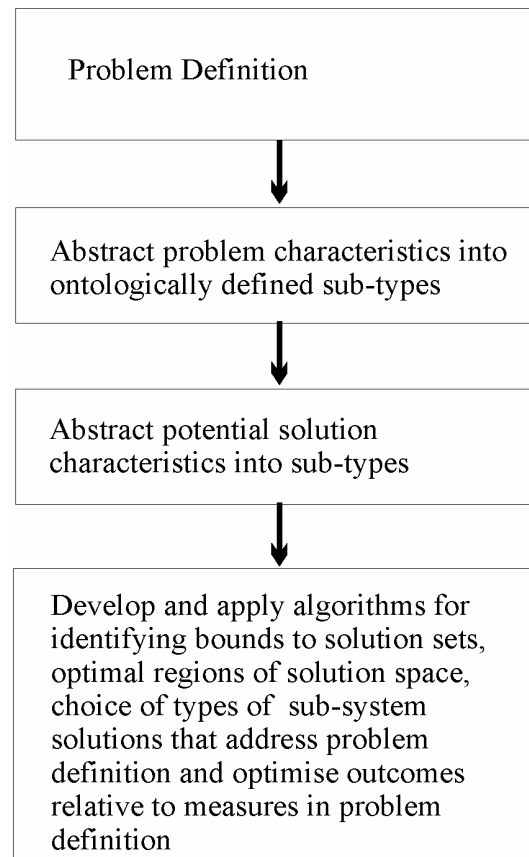 Problem Definition
Abstract problem characteristics into
ontologically defined sub-types
Abstract potential solution
characteristics into sub-types
Develop and apply algorithms for
identifying bounds to solution sets,
optimal regions of solution space,
choice of types of sub-system
solutions that address problem
definition and optimise outcomes
relative to measures in problem
definition